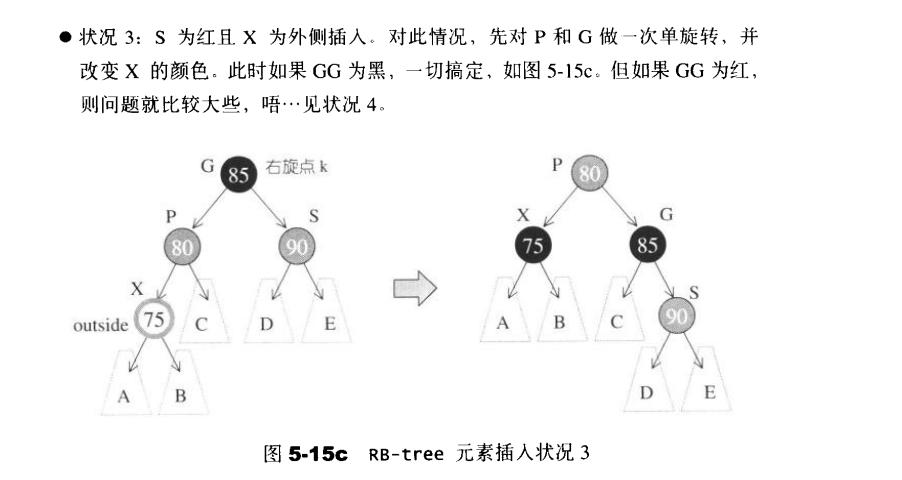 ● 状况 3：S 为红且 X 为外侧插入。对此情况，先对 P 和 G 做一次单旋转，并
改变 X 的颜色。此时如果 GG 为黑，一切搞定，如图 5-15c。但如果 GG 为红，
则问题就比较大些，唔…见状况 4。
G 85 右旋点 k
P S
80 90
X
outside 75 C D E
A B
P 80
X G
75 85
S
A B C 90
D E
图 5-15c RB-tree 元素插入状况 3